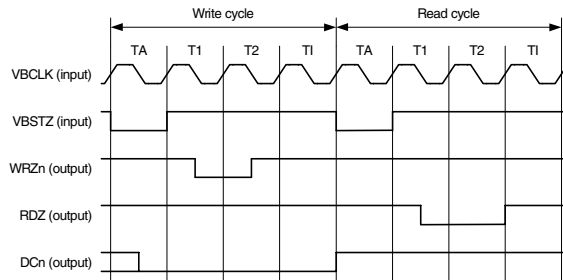 Write cycle Read cycle
TA T1 T2 TI TA T1 T2 TI
VBCLK (input)
VBSTZ (input)
WRZn (output)
RDZ (output)
DCn (output)